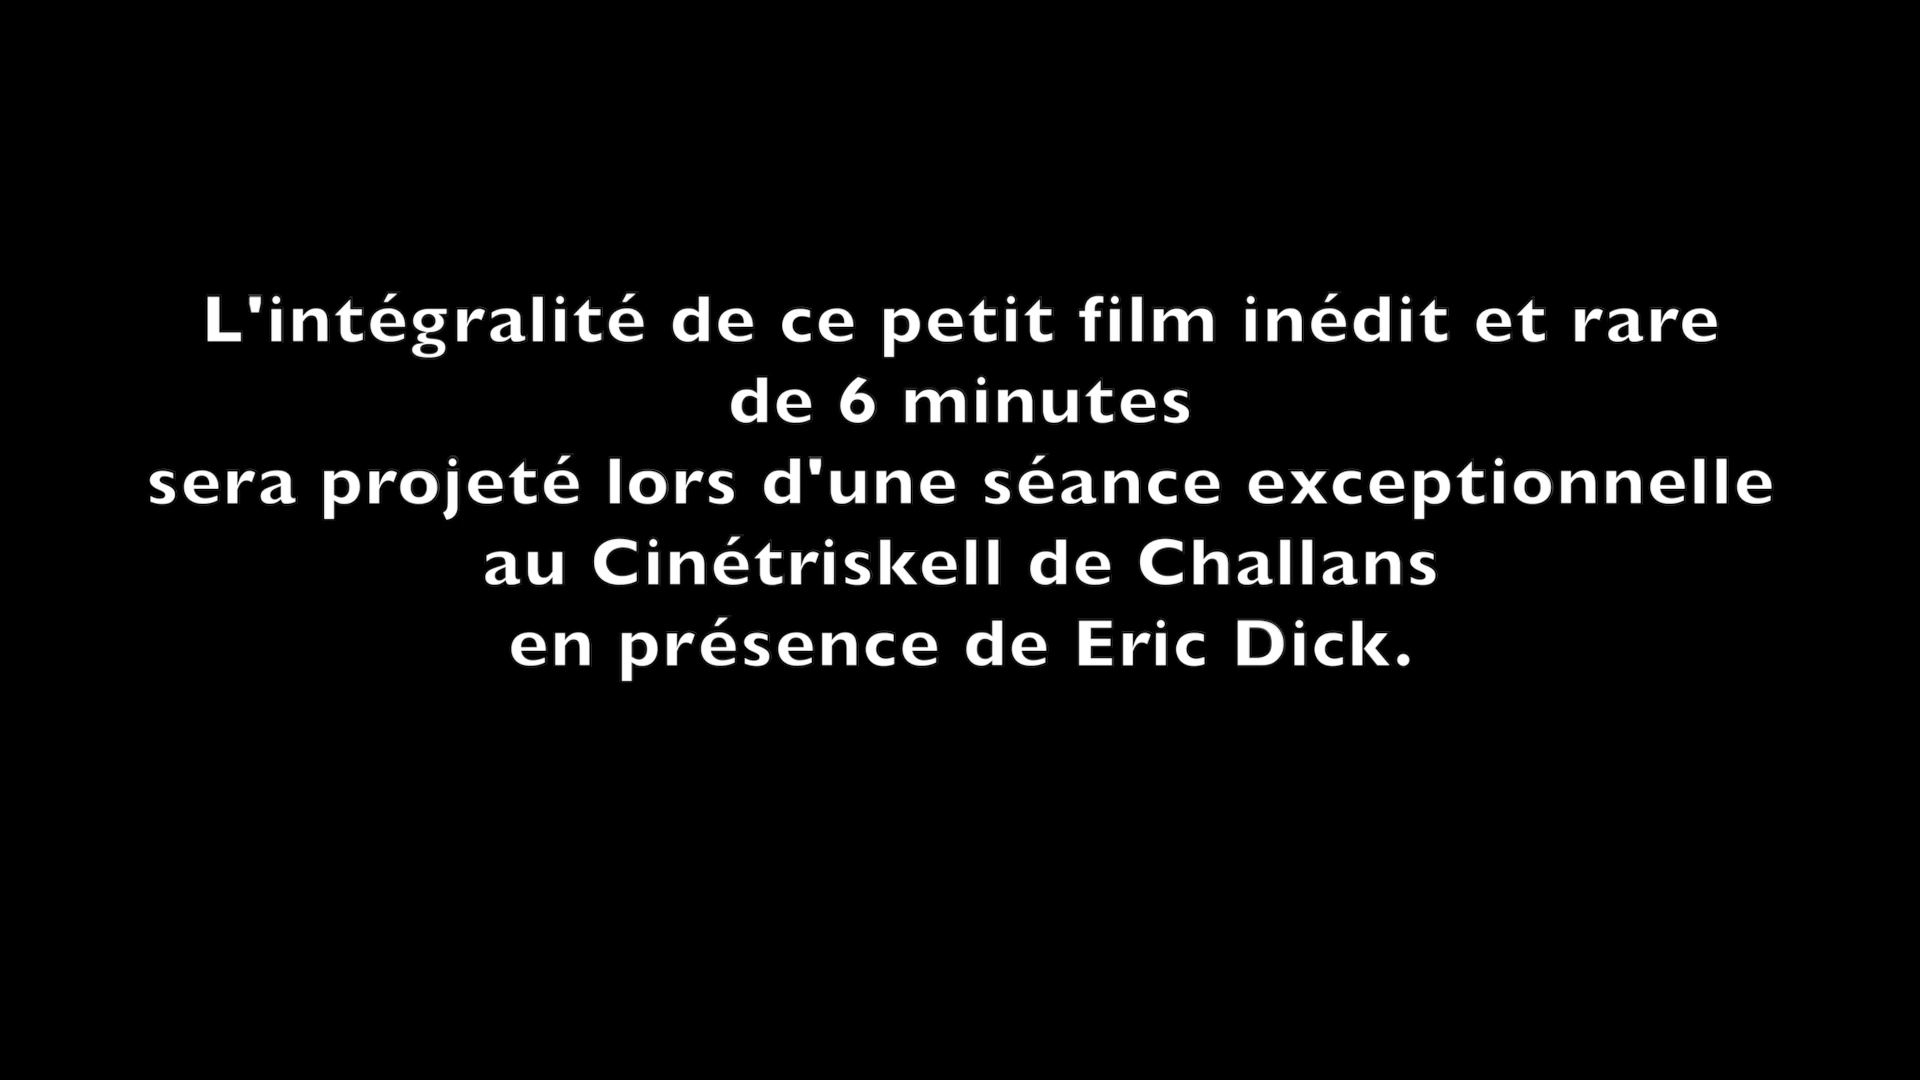 L'intégralité de ce petit film inédit et rare
de 6 minutes
sera projeté lors d'une séance exceptionnelle
au Cinétriskell de Challans
en présence de Eric Dick.